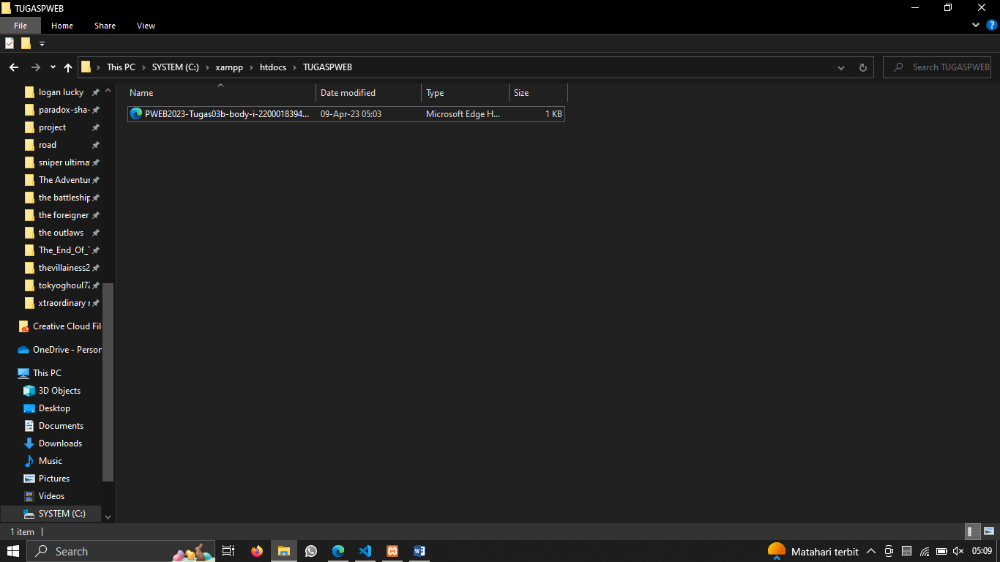 TUGASPWEB
File Home Share View
This PC SYSTEM (C:) xampp htdocs TUGASPWEB
Search TUGASPWEB
Name Date modified Type Size
PWEB2023-Tugas03b-body-i-2200018394... 09-Apr-23 05:03 Microsoft Edge H... 1 KB
logan lucky
paradox-sha-
project
road
sniper ultima
The Adventur
the battleship
the foreigner
the outlaws
The_End_Of_T
thevillainess2
tokyoghoul72
xtraordinary r
Creative Cloud Fil
OneDrive - Person
This PC
3D Objects
Desktop
Documents
Downloads
Music
Pictures
Videos
SYSTEM (C:)
1 item
Search
Matahari terbit
05:09